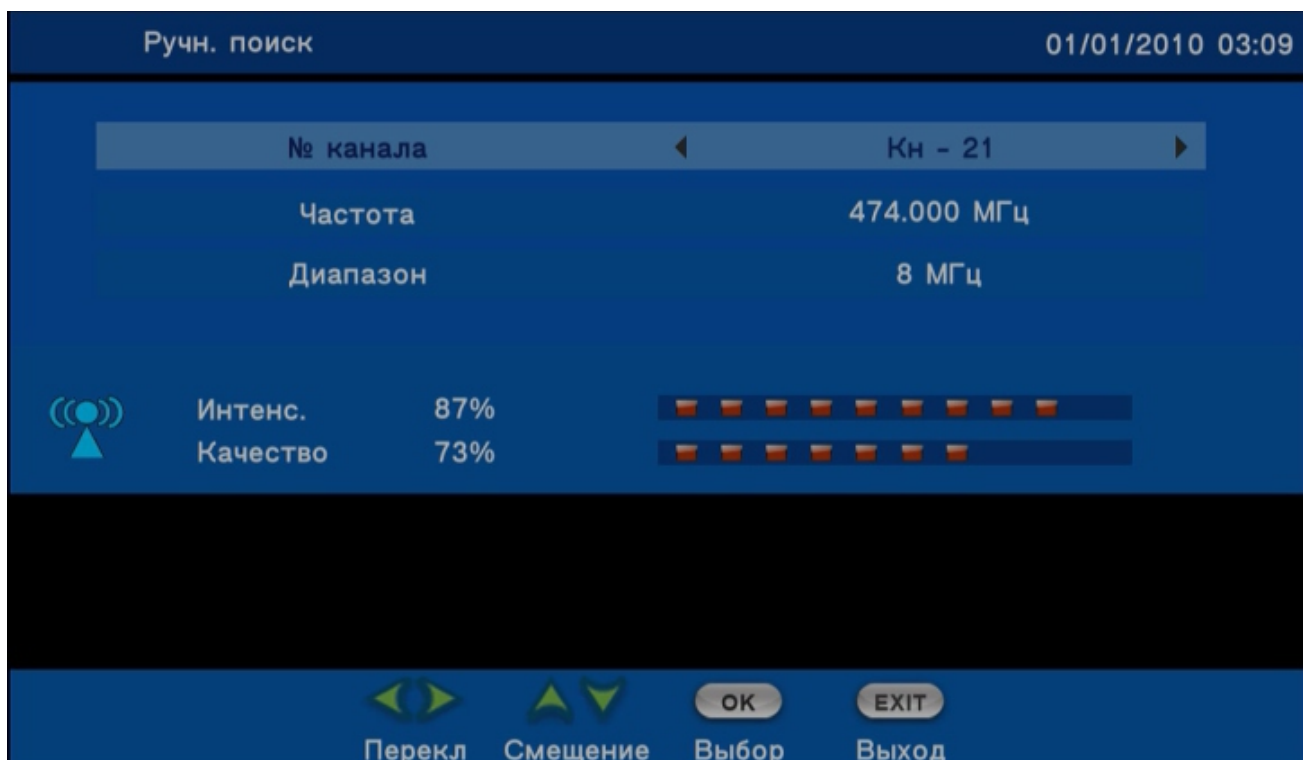 Ручн. поиск 01/01/2010 03:09
№ канала Кн - 21
Частота 474.000 МГц
Диапазон 8 МГц
Интенс. 87%
Качество 73%
OK EXIT
Перекл Смещение Выбор Выход